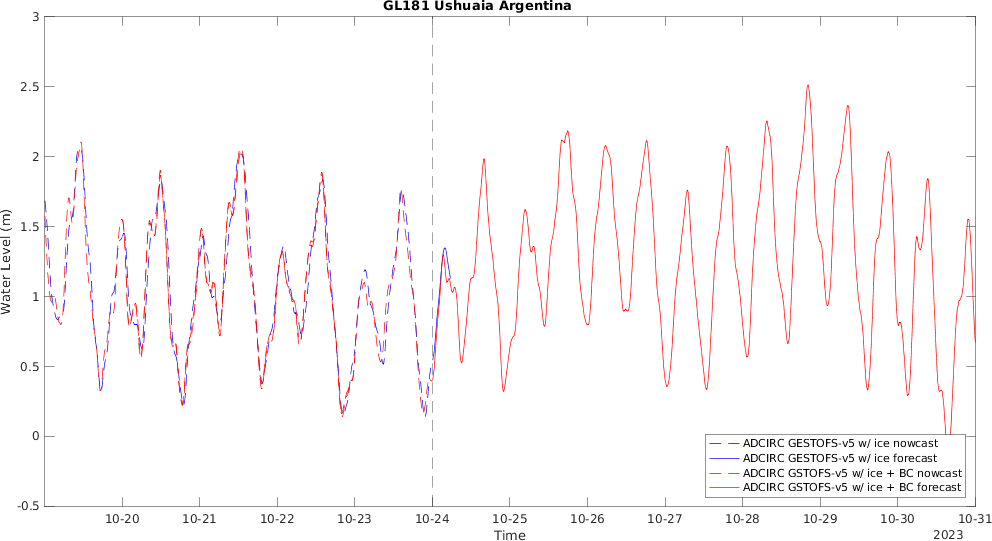 GL181 Ushuaia Argentina
3
2.5
2
1.5
1
0.5
0
-0.5
Water Level (m)
ADCIRC GESTOFS-v5 w/ ice nowcast
ADCIRC GESTOFS-v5 w/ ice forecast
ADCIRC GSTOFS-v5 w/ ice + BC nowcast
ADCIRC GSTOFS-v5 w/ ice + BC forecast
10-20 10-21 10-22 10-23 10-24 10-25 10-26 10-27 10-28 10-29 10-30 10-31
Time
2023